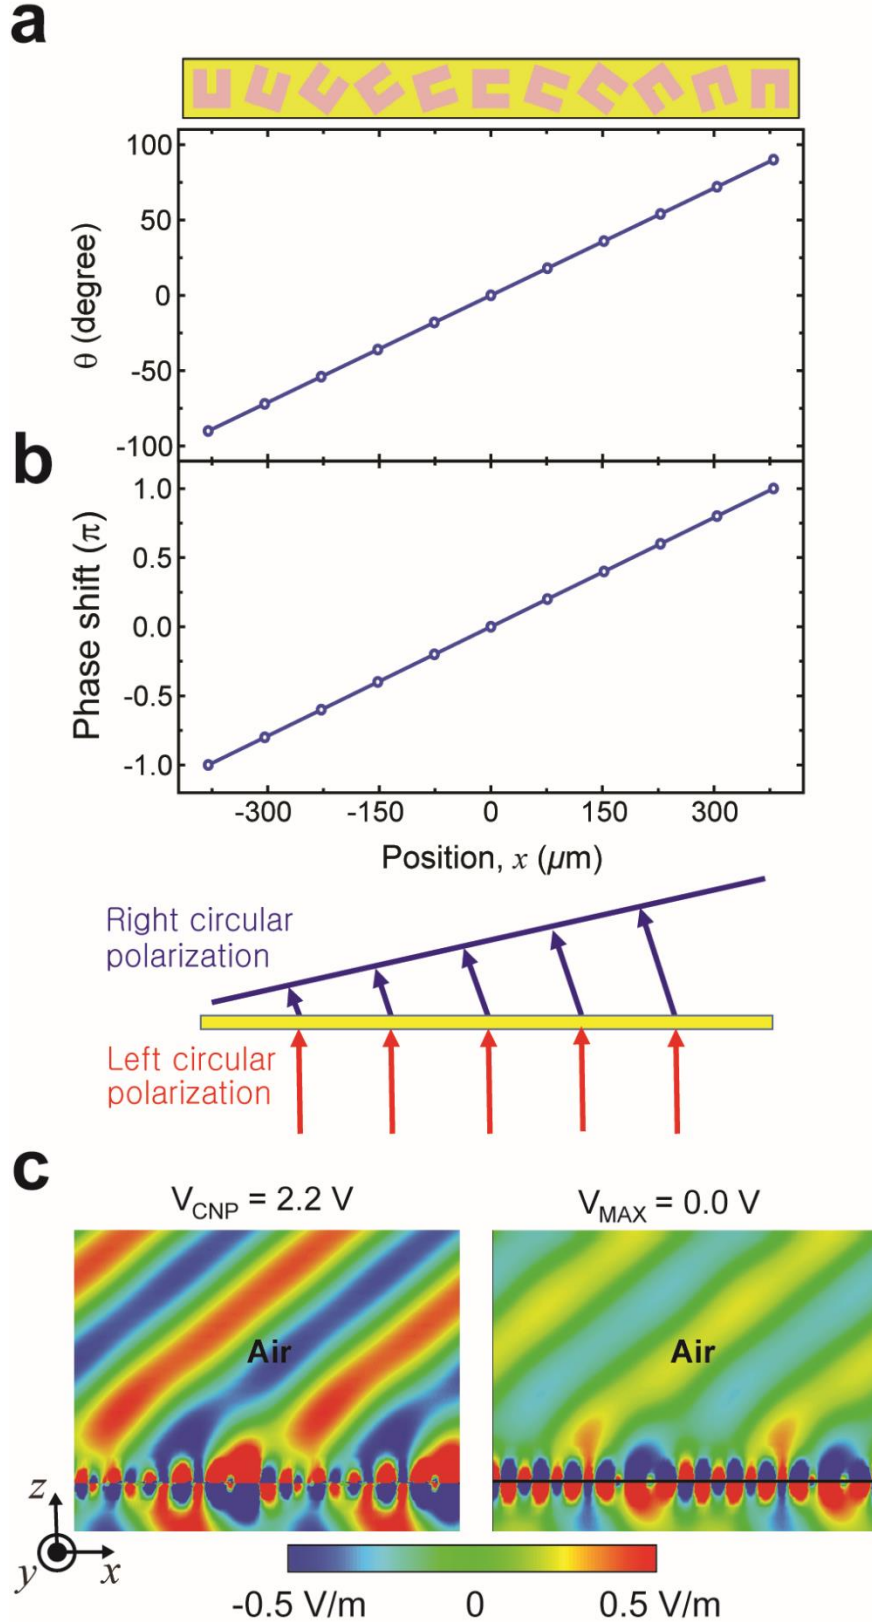 a
100
50
0
-50
-100
θ (degree)
b
1.0
0.5
0.0
-0.5
-1.0
Phase shift (π)
-300 -150 0 150 300
Position, x (μm)
Right circular
polarization
Left circular
polarization
c
V_CNP = 2.2 V
V_MAX = 0.0 V
Air
Air
z
y
x
-0.5 V/m 0 0.5 V/m